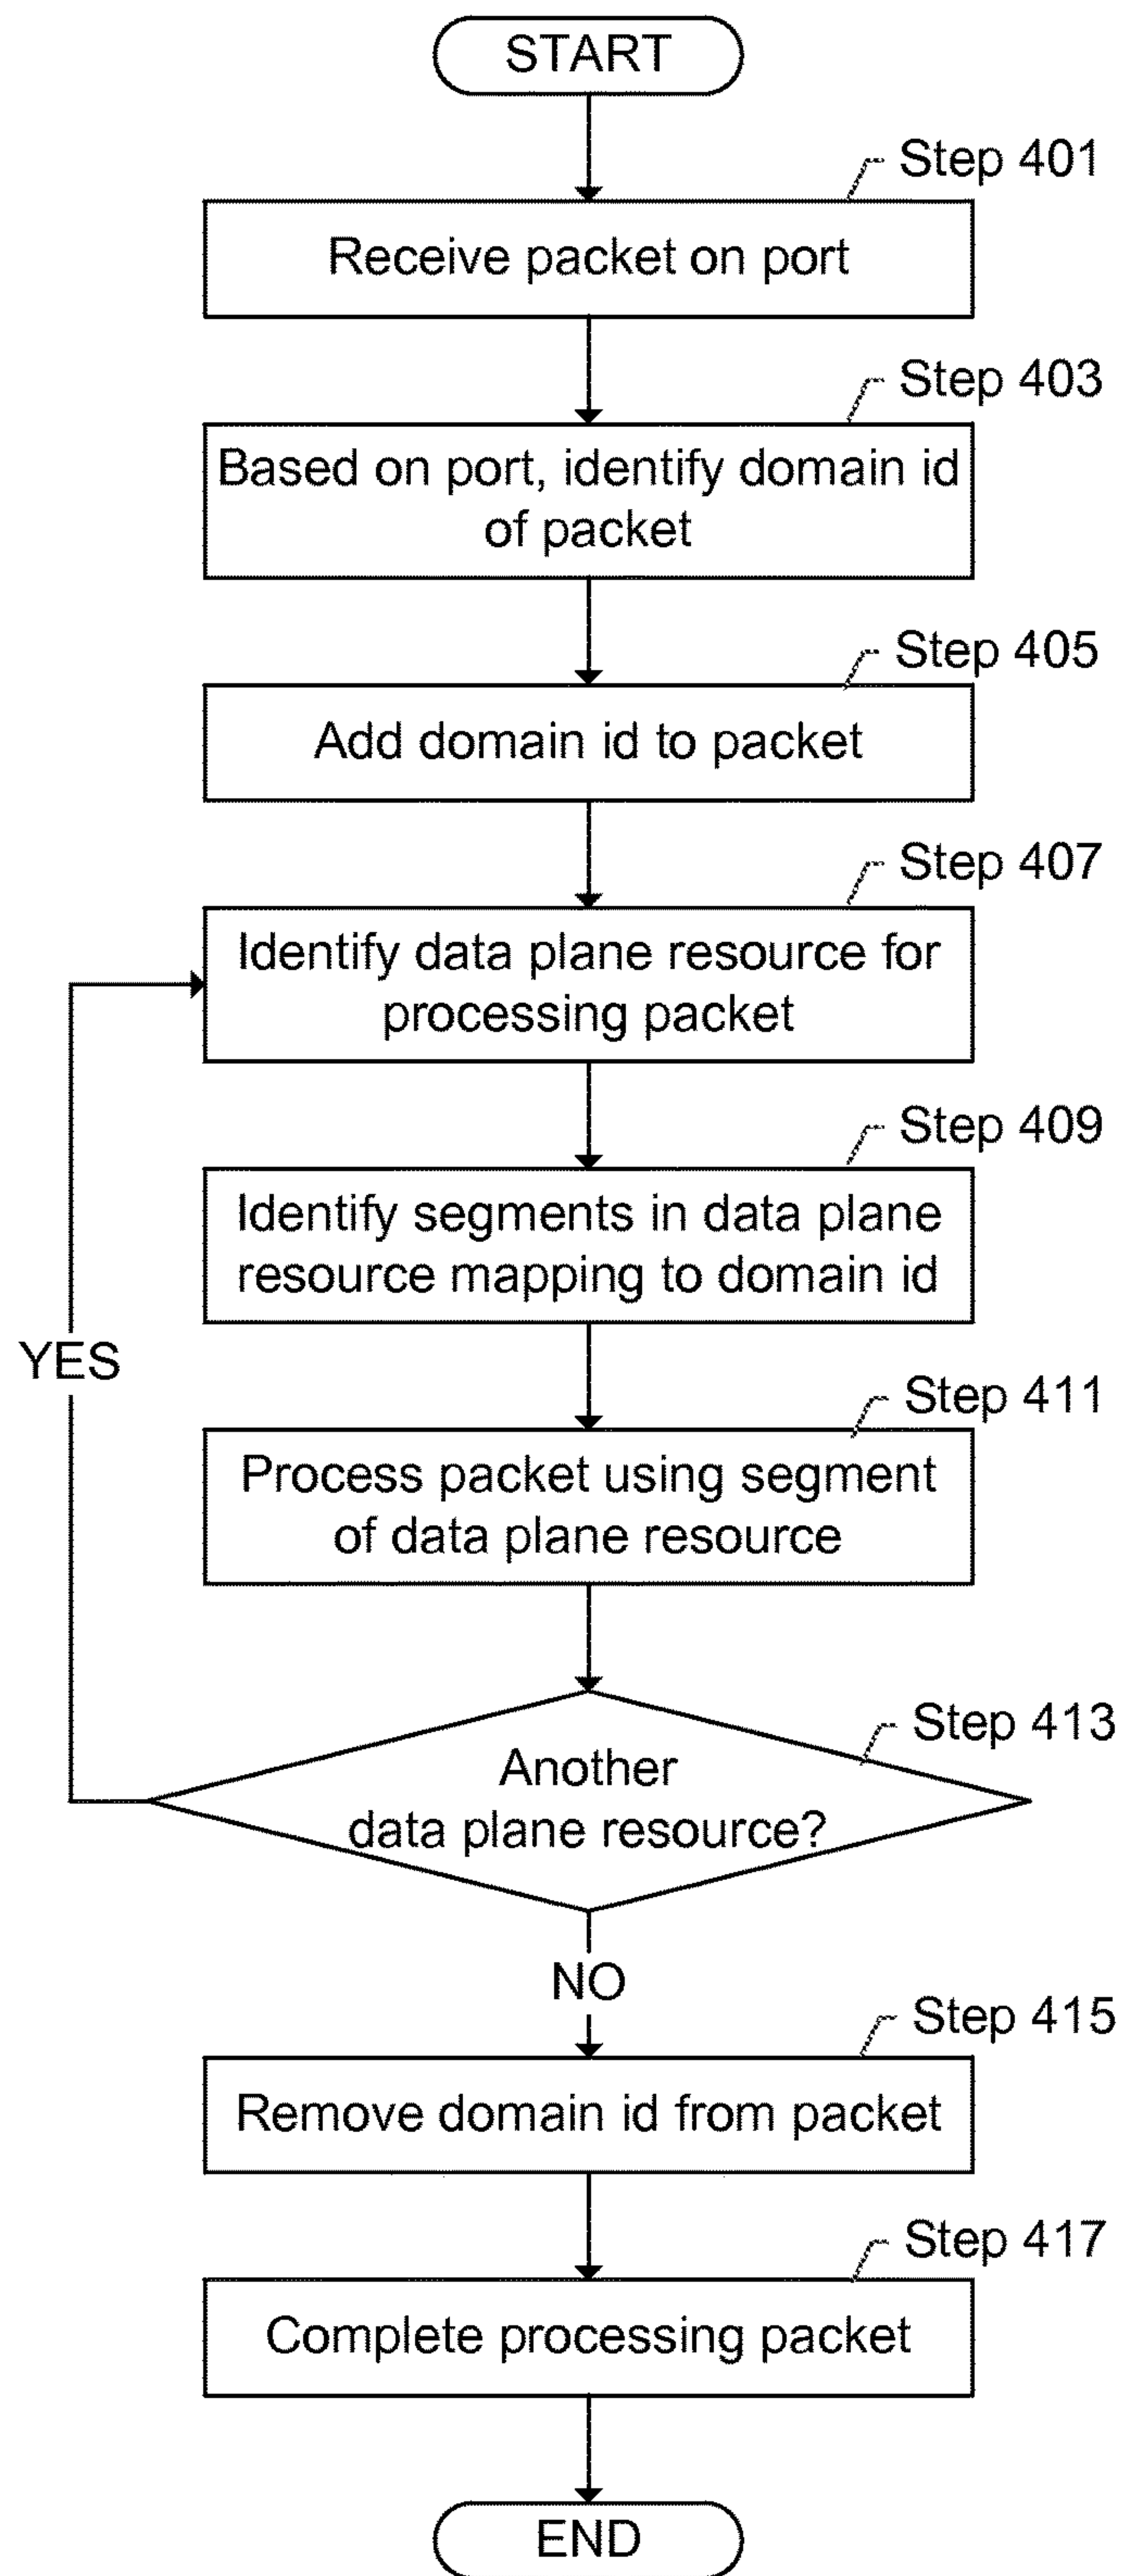 START
Step 401
Receive packet on port
Step 403
Based on port, identify domain id
of packet
Step 405
Add domain id to packet
Step 407
Identify data plane resource for
processing packet
Step 409
Identify segments in data plane
resource mapping to domain id
YES
Step 411
Process packet using segment
of data plane resource
Step 413
Another
data plane resource?
NO
Step 415
Remove domain id from packet
Step 417
Complete processing packet
END